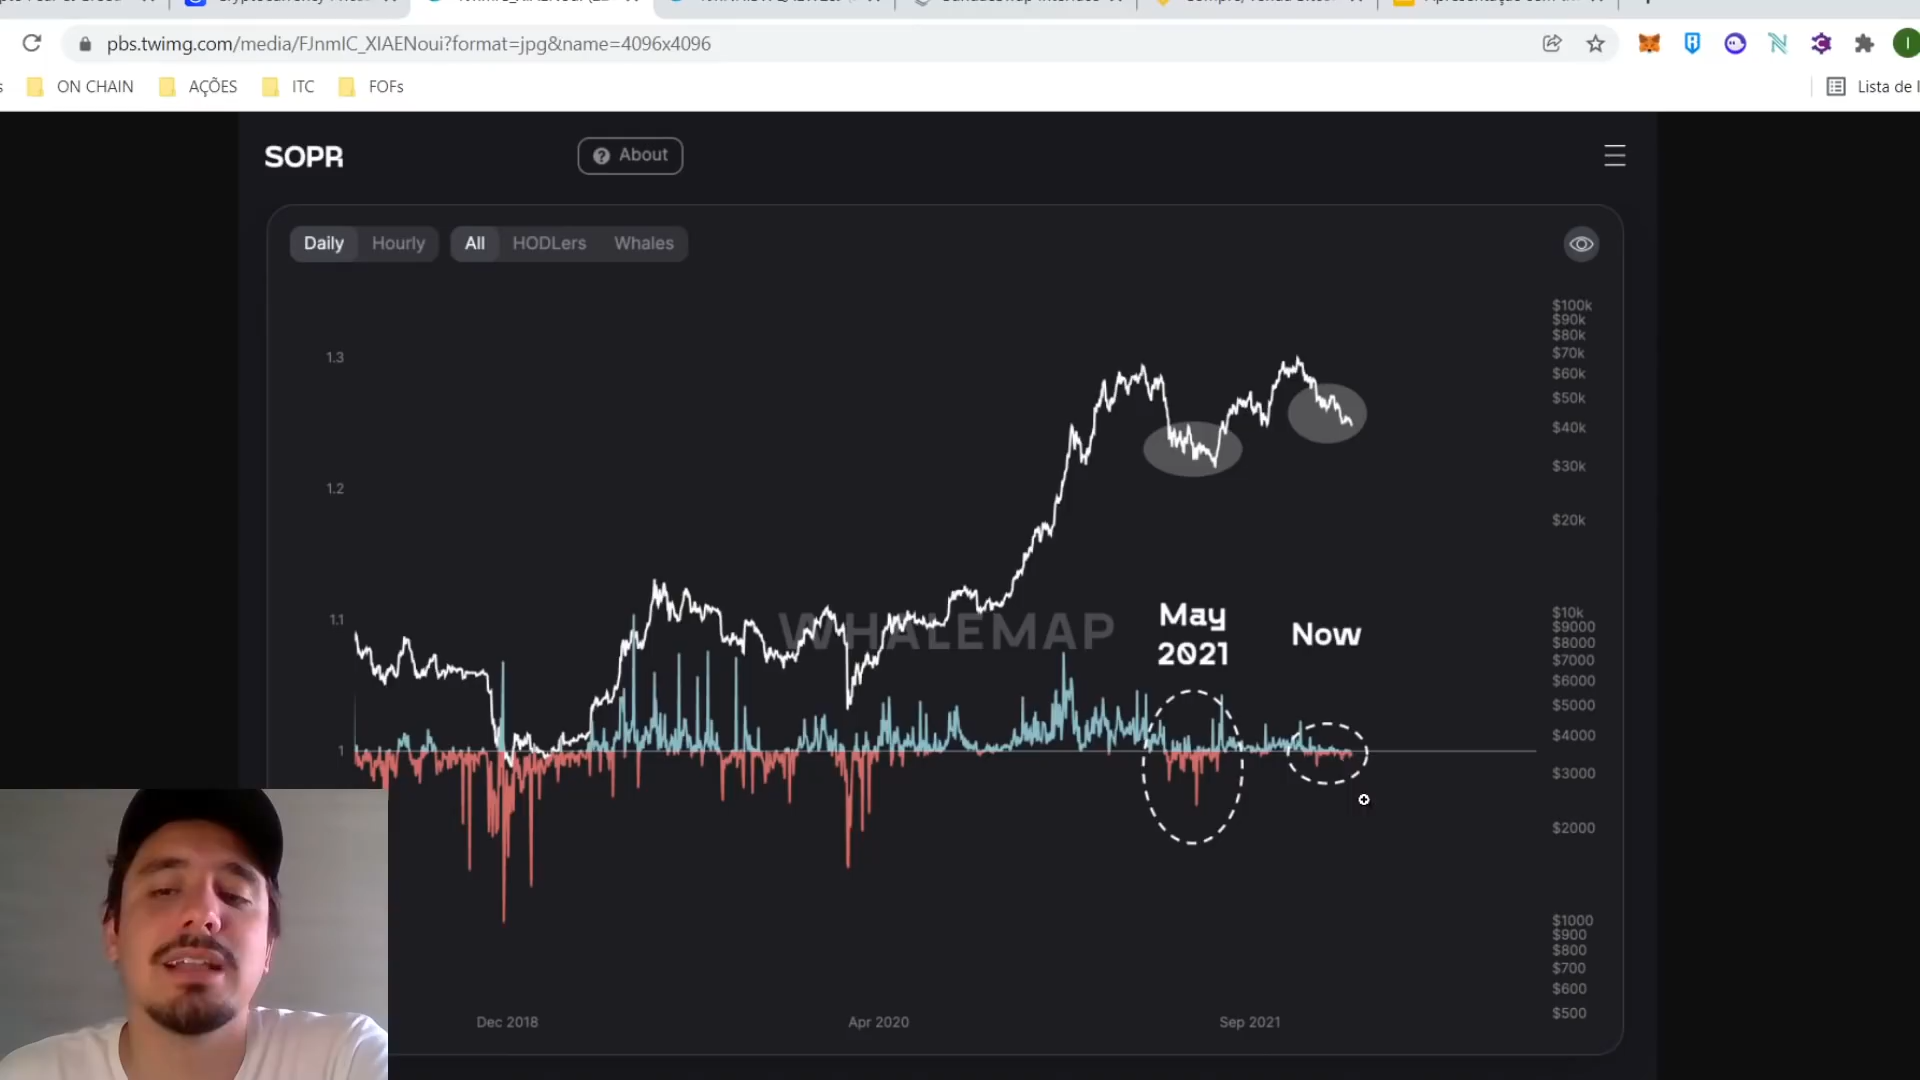 pbs.twimg.com/media/FJnmIC_XIAENoui?format=jpg&name=4096x4096
ON CHAIN
AÇÕES
ITC
FOFs
Lista de l
SOPR
About
Daily
Hourly
All
HODLers
Whales
1.3
1.2
1.1
1
$100k
$90k
$80k
$70k
$60k
$50k
$40k
$30k
$20k
$10k
$9000
$8000
$7000
$6000
$5000
$4000
$3000
$2000
$1000
$900
$800
$700
$600
$500
WHALEMAP
May
2021
Now
Dec 2018
Apr 2020
Sep 2021